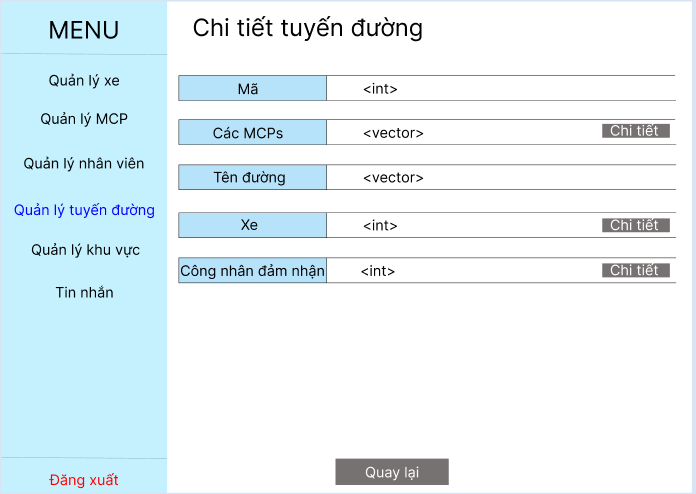 MENU
Quản lý xe
Quản lý MCP
Quản lý nhân viên
Quản lý tuyến đường
Quản lý khu vực
Tin nhắn
Đăng xuất
Chi tiết tuyến đường
Mã <int>
Các MCPs <vector> Chi tiết
Tên đường <vector>
Xe <int> Chi tiết
Công nhân đảm nhận <int> Chi tiết
Quay lại